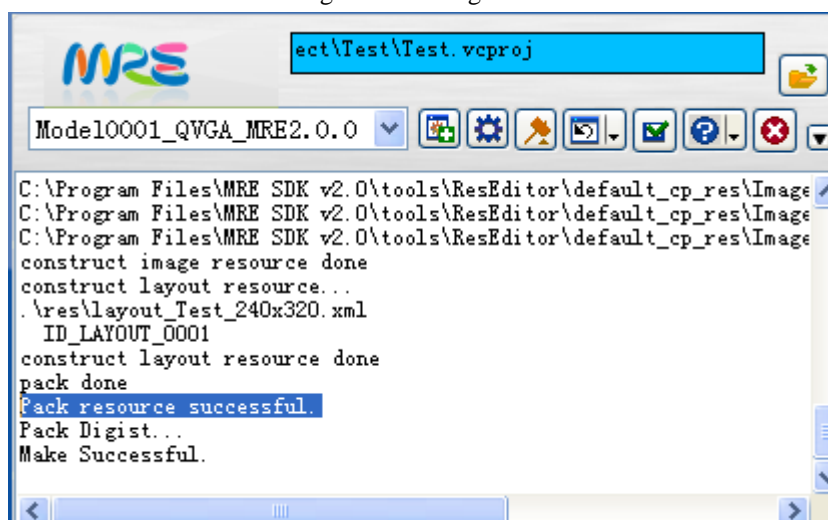 MRE
ect\Test\Test.vcproj
Model0001_QVGA_MRE2.0.0
C:\Program Files\MRE SDK v2.0\tools\ResEditor\default_cp_res\Image
C:\Program Files\MRE SDK v2.0\tools\ResEditor\default_cp_res\Image
C:\Program Files\MRE SDK v2.0\tools\ResEditor\default_cp_res\Image
construct image resource done
construct layout resource...
.\res\layout_Test_240x320.xml
ID_LAYOUT_0001
construct layout resource done
pack done
Pack resource successful.
Pack Digist...
Make Successful.